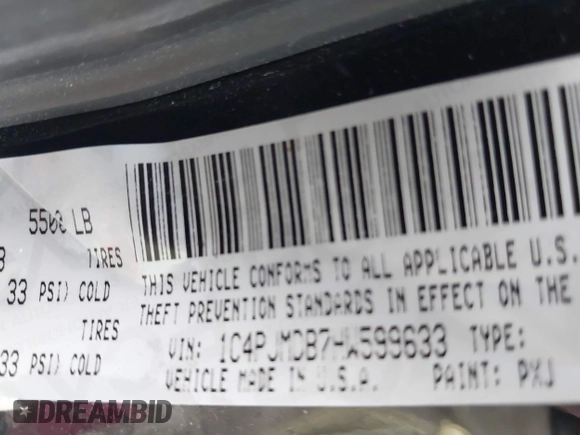 5500 LB
TIRES
33 PSI) COLD
TIRES
33 PSI) COLD
THIS VEHICLE CONFORMS TO ALL APPLICABLE U.S.
THEFT PREVENTION STANDARDS IN EFFECT ON THE
VIN: 1C4PJMDB7HW599633 TYPE:
VEHICLE MADE IN U.S.A. PAINT: PXJ
DREAMBID